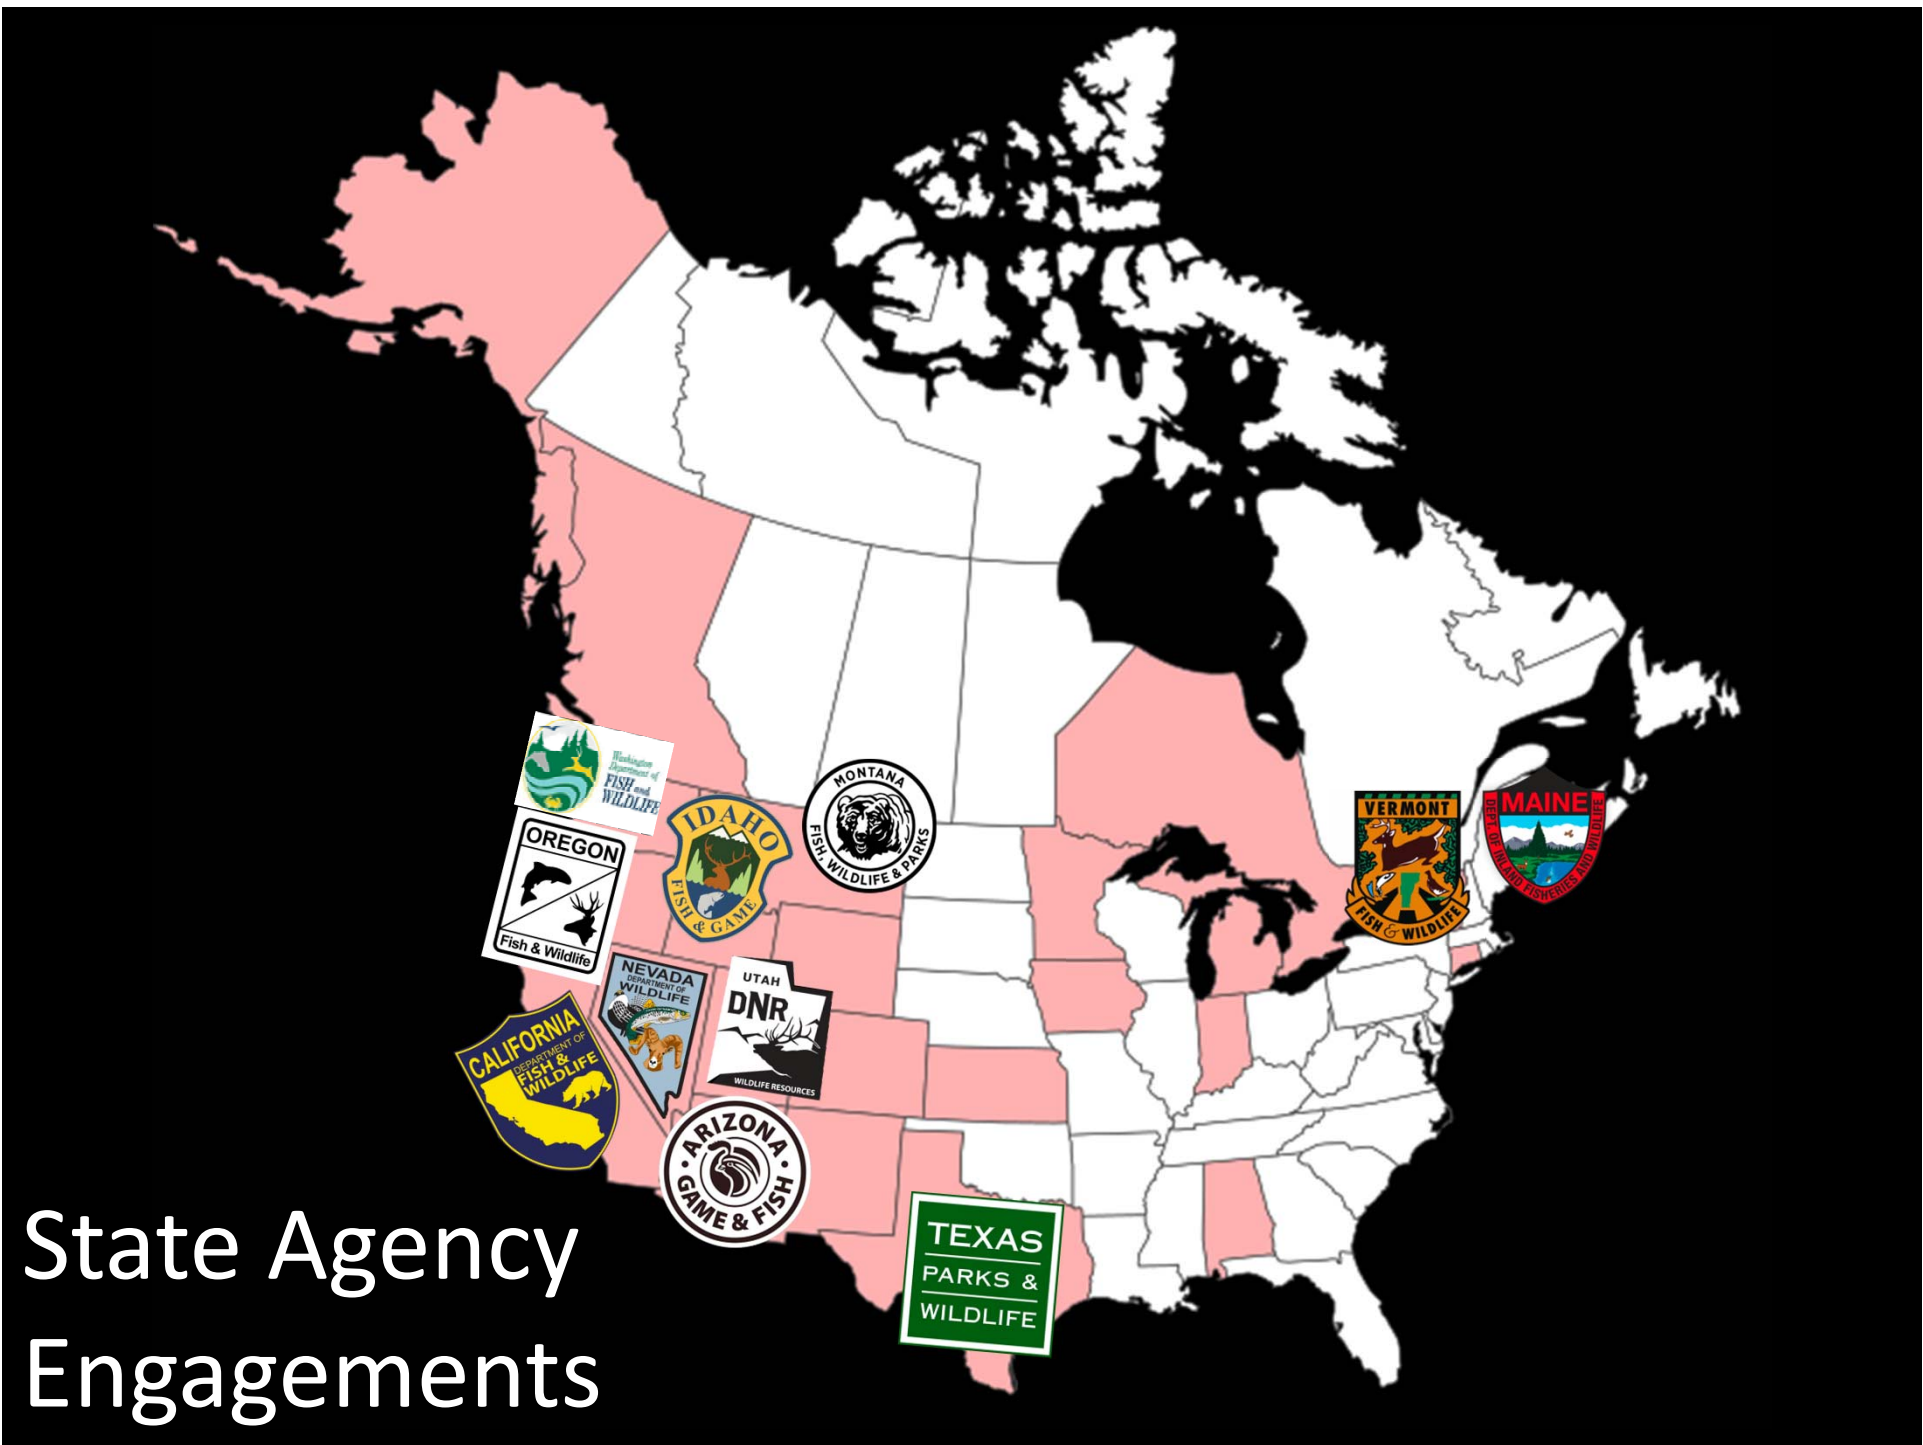 Washington
Department of
FISH and
WILDLIFE
OREGON
Fish & Wildlife
IDAHO
FISH & GAME
MONTANA
FISH, WILDLIFE & PARKS
VERMONT
FISH & WILDLIFE
MAINE
DEPT. OF INLAND FISHERIES AND WILDLIFE
NEVADA
DEPARTMENT OF
WILDLIFE
UTAH
DNR
WILDLIFE RESOURCES
CALIFORNIA
DEPARTMENT OF
FISH &
WILDLIFE
ARIZONA
GAME & FISH
TEXAS
PARKS &
WILDLIFE
State Agency
Engagements